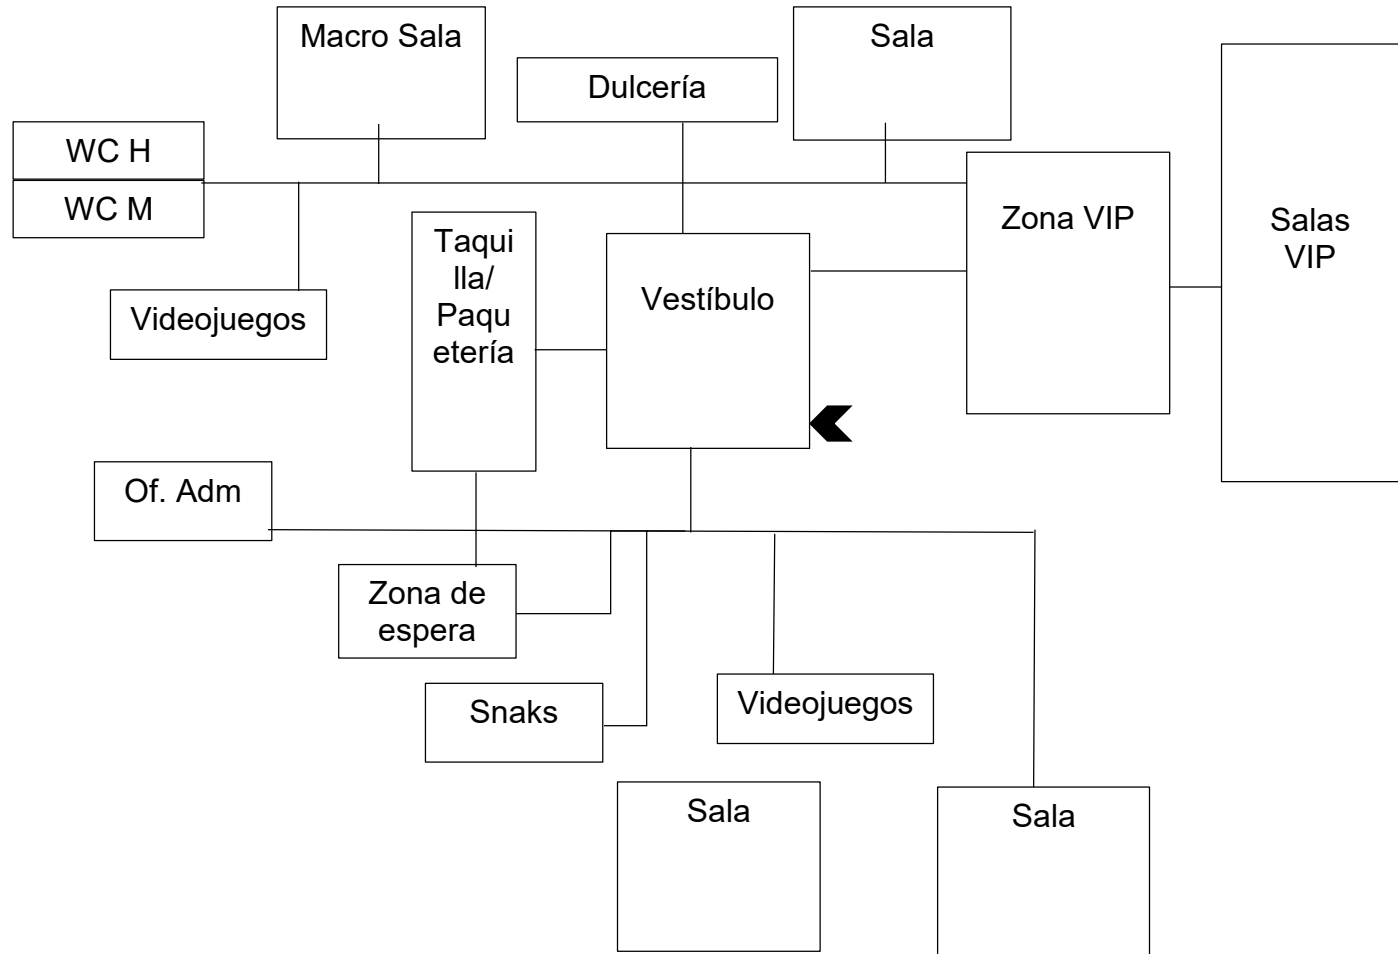 Macro Sala
Sala
Dulcería
WC H
WC M
Taqui
lla/
Paqu
etería
Vestíbulo
Zona VIP
Salas
VIP
Videojuegos
Of. Adm
Zona de
espera
Snaks
Videojuegos
Sala
Sala